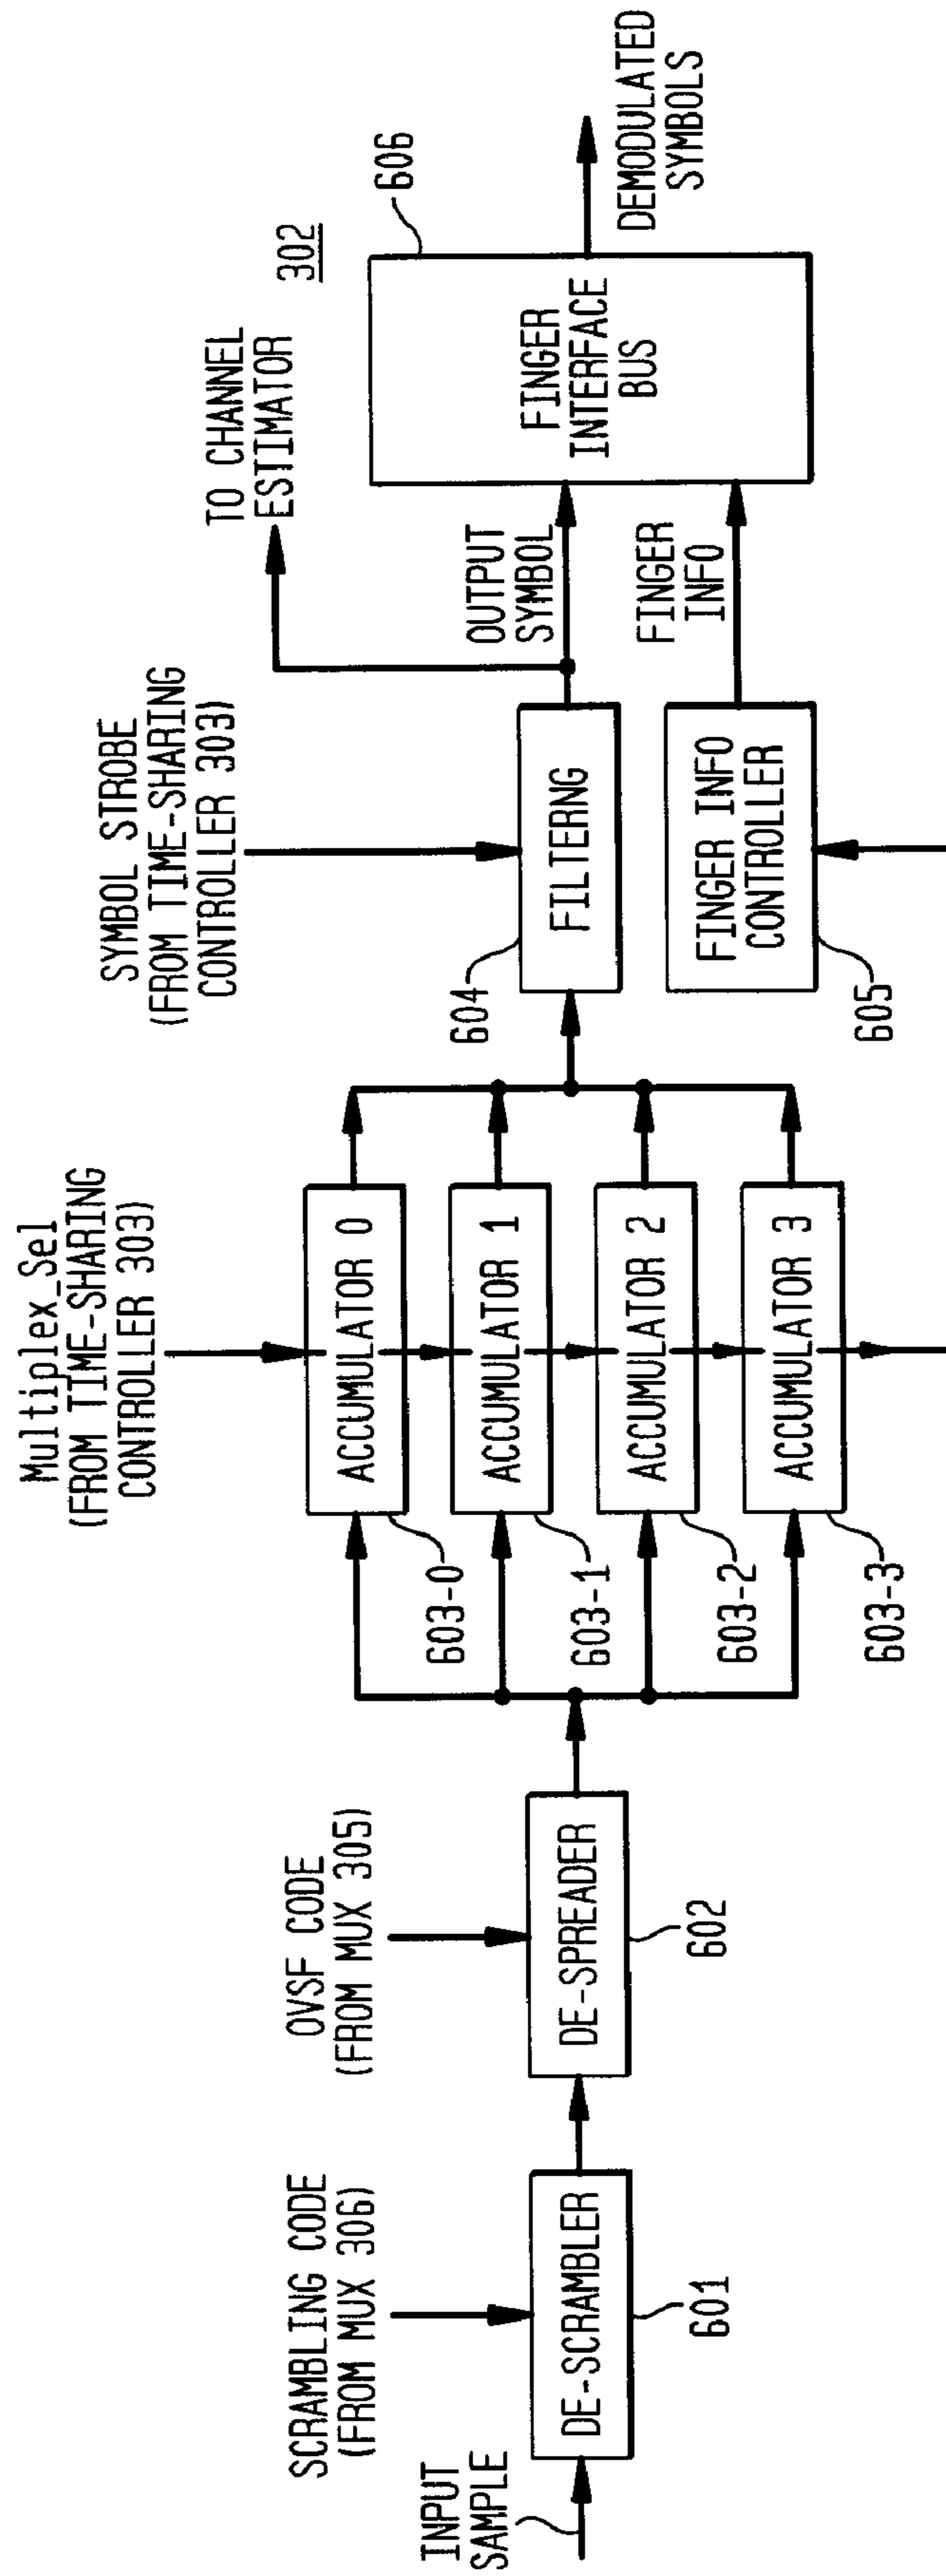 INPUT
SAMPLE
SCRAMBLING CODE
(FROM MUX 306)
DE-SCRAMBLER
601
OVSF CODE
(FROM MUX 305)
DE-SPREADER
602
Multiplex_Sel
(FROM TIME-SHARING
CONTROLLER 303)
ACCUMULATOR 0
603-0
ACCUMULATOR 1
603-1
ACCUMULATOR 2
603-2
ACCUMULATOR 3
603-3
SYMBOL STROBE
(FROM TIME-SHARING
CONTROLLER 303)
604
FILTERNG
FINGER INFO
CONTROLLER
605
TO CHANNEL
ESTIMATOR
OUTPUT
SYMBOL
FINGER
INFO
302
606
FINGER
INTERFACE
BUS
DEMODULATED
SYMBOLS